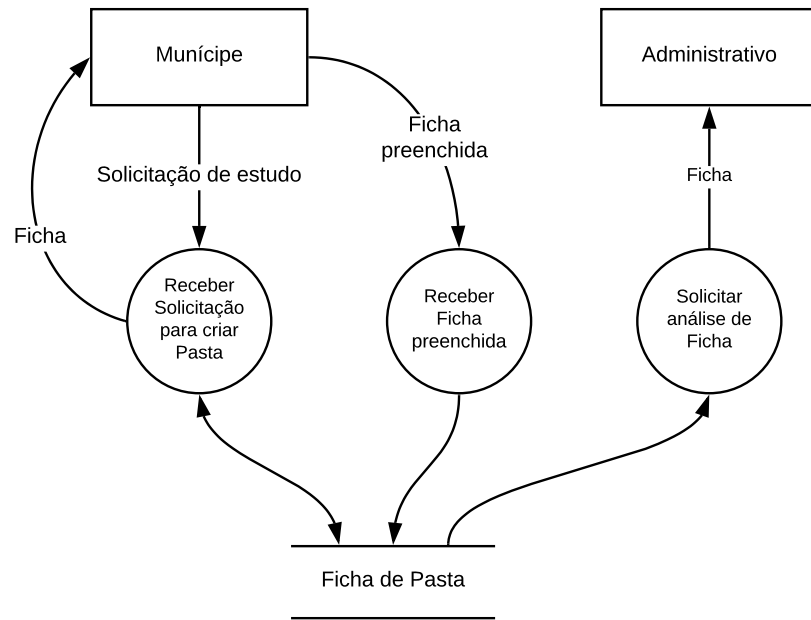 Munícipe
Administrativo
Ficha
preenchida
Solicitação de estudo
Ficha
Ficha
Receber
Solicitação
para criar
Pasta
Receber
Ficha
preenchida
Solicitar
análise de
Ficha
Ficha de Pasta